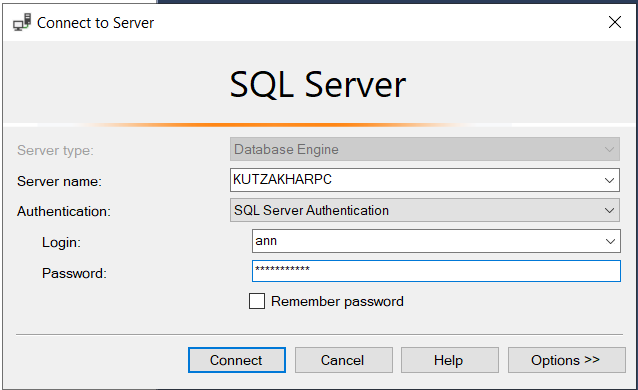 Connect to Server
SQL Server
Server type: Database Engine
Server name: KUTZAKHARPC
Authentication: SQL Server Authentication
Login: ann
Password: ***********
Remember password
Connect Cancel Help Options >>